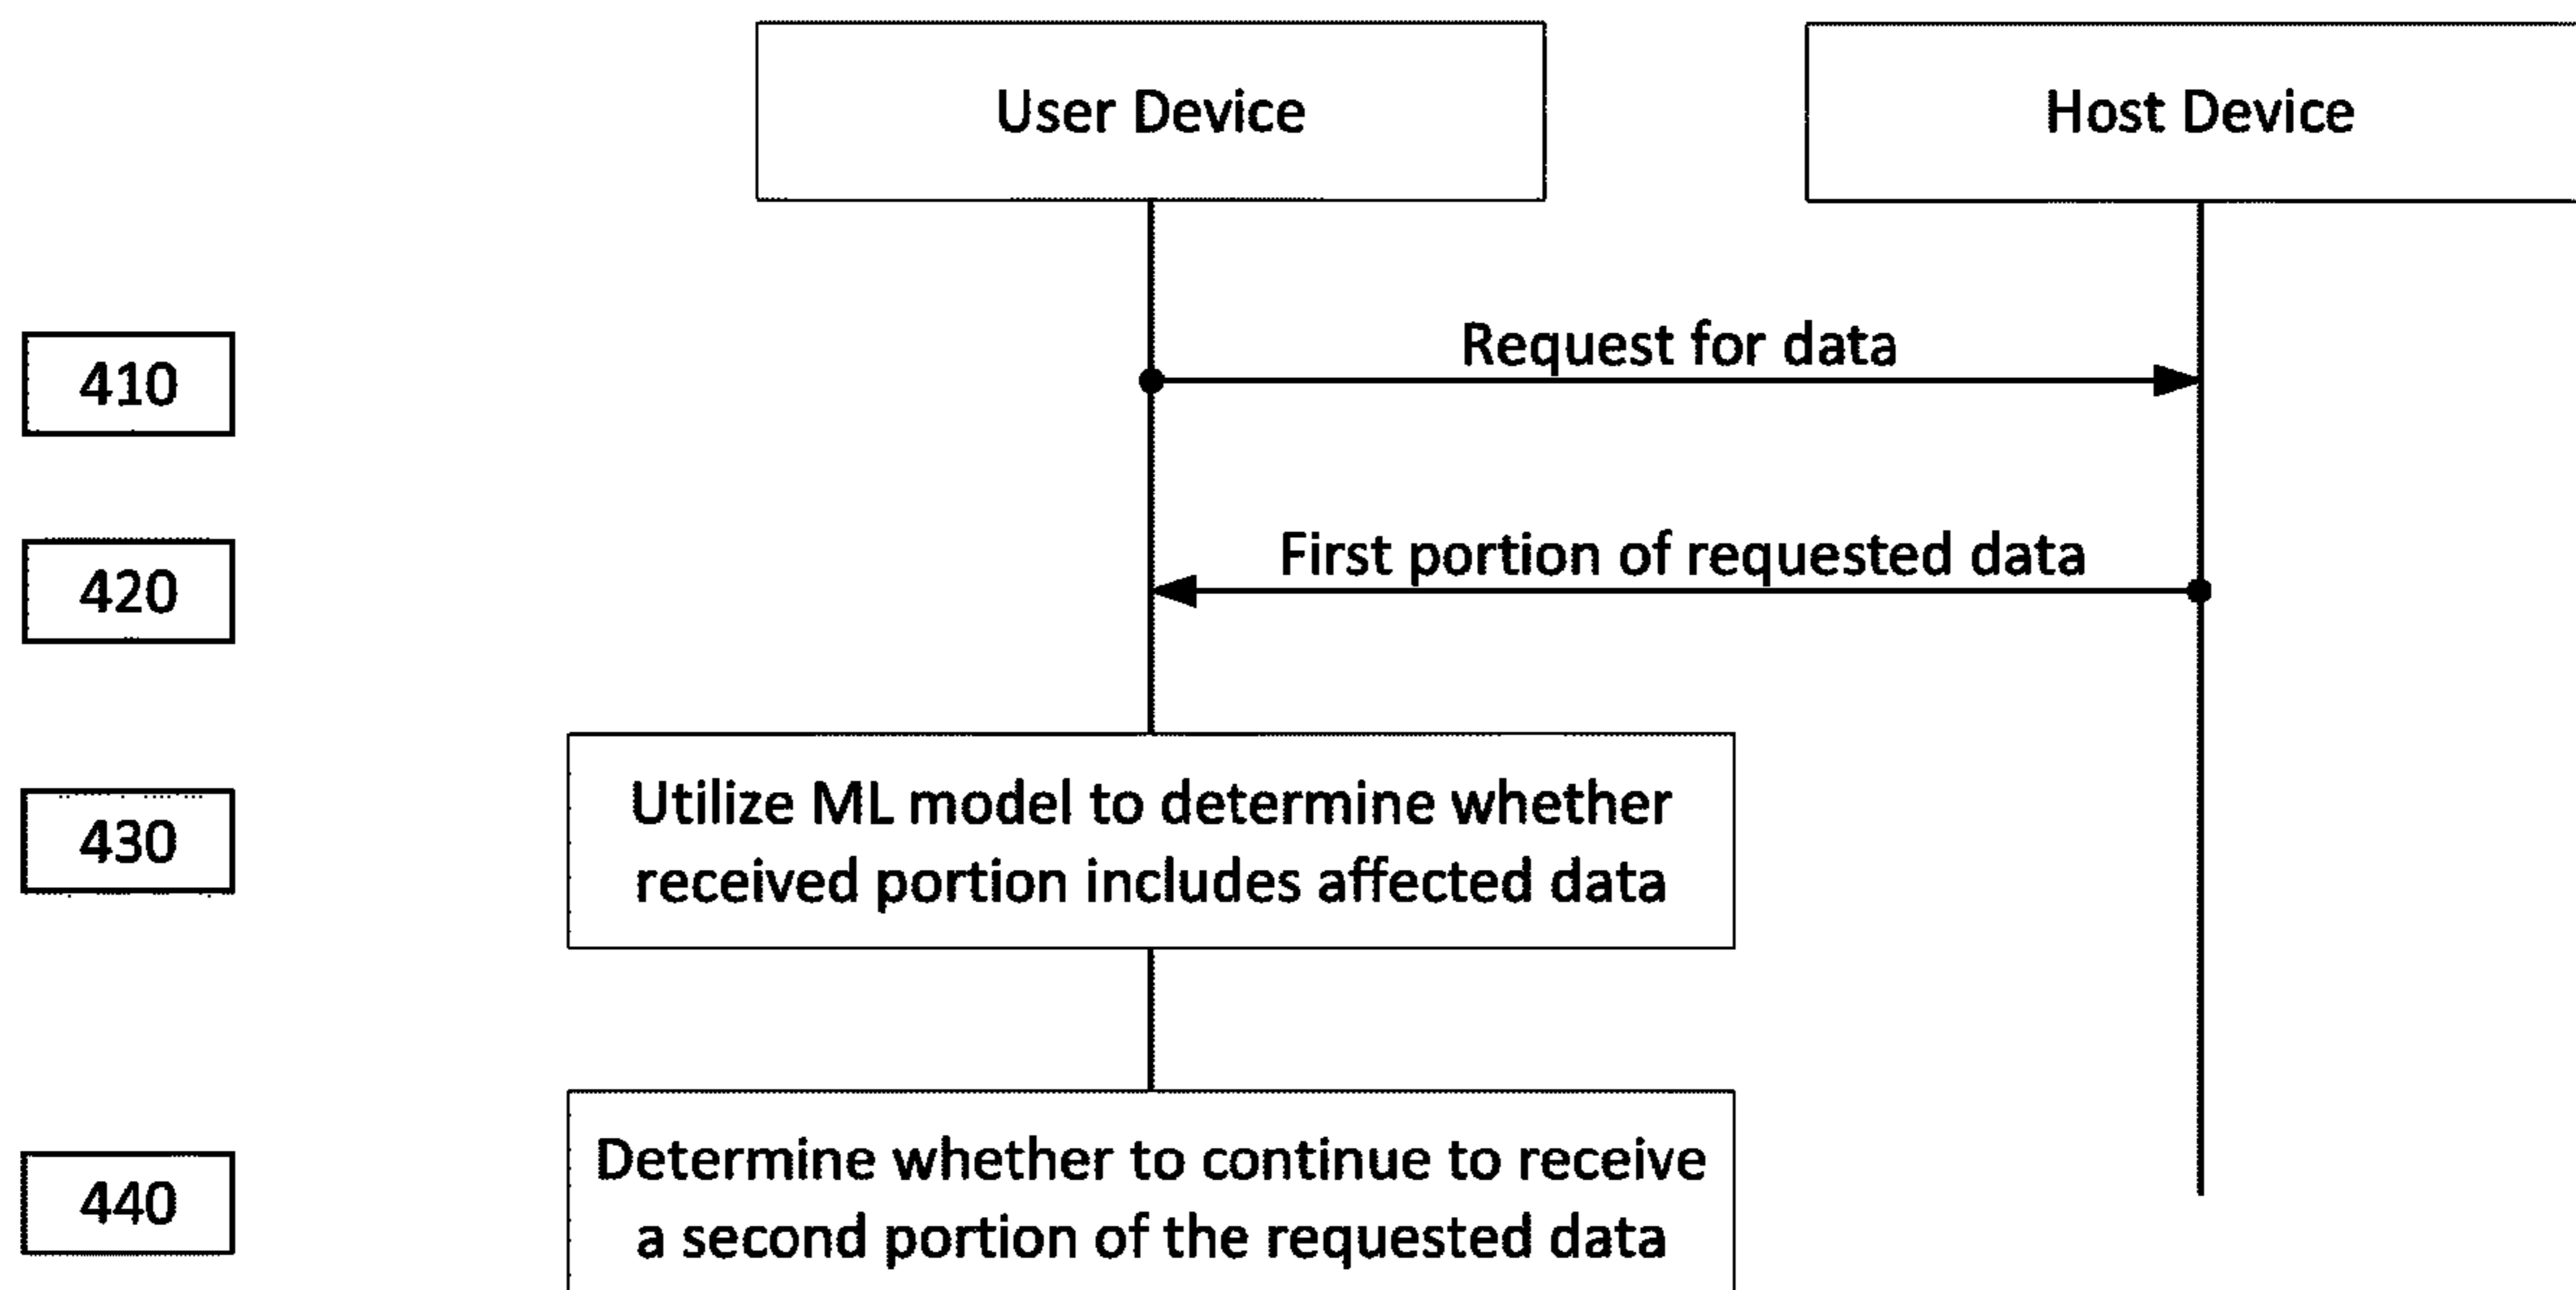 User Device
Host Device
410
Request for data
420
First portion of requested data
430
Utilize ML model to determine whether
received portion includes affected data
440
Determine whether to continue to receive
a second portion of the requested data